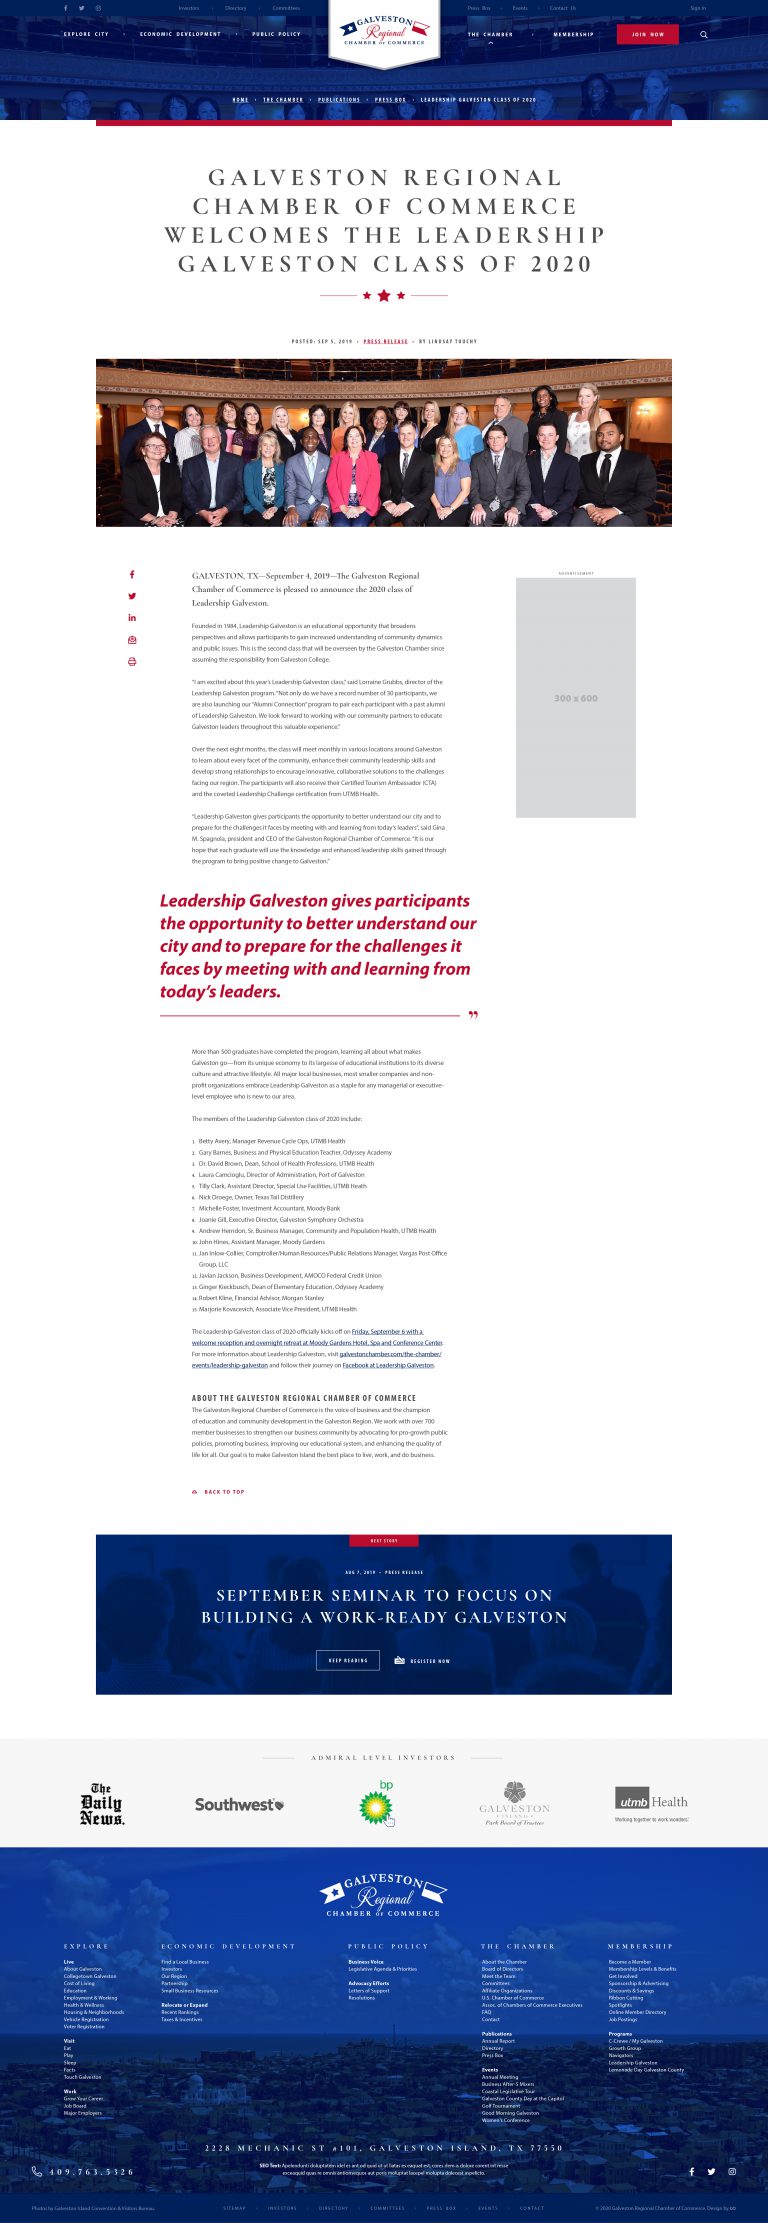 Investors Directory Committees
Press Box Events Contact Us
Sign In
EXPLORE CITY ECONOMIC DEVELOPMENT PUBLIC POLICY
GALVESTON
Regional
CHAMBER OF COMMERCE
THE CHAMBER MEMBERSHIP JOIN NOW
HOME THE CHAMBER PUBLICATIONS PRESS BOX LEADERSHIP GALVESTON CLASS OF 2020
GALVESTON REGIONAL
CHAMBER OF COMMERCE
WELCOMES THE LEADERSHIP
GALVESTON CLASS OF 2020
POSTED: SEP 5, 2019 • PRESS RELEASE • BY LINDSAY TOUCHY
GALVESTON, TX—September 4, 2019—The Galveston Regional
Chamber of Commerce is pleased to announce the 2020 class of
Leadership Galveston.
Founded in 1984, Leadership Galveston is an educational opportunity that broadens
perspectives and allows participants to gain increased understanding of community dynamics
and public issues. This is the second class that will be overseen by the Galveston Chamber since
assuming the responsibility from Galveston College.
"I am excited about this year's Leadership Galveston class," said Lorraine Grubbs, director of the
Leadership Galveston program. "Not only do we have a record number of 30 participants, we
are also launching our "Alumni Connection" program to pair each participant with a past alumni
of Leadership Galveston. We look forward to working with our community partners to educate
Galveston leaders throughout this valuable experience."
Over the next eight months, the class will meet monthly in various locations around Galveston
to learn about every facet of the community, enhance their community leadership skills and
develop strong relationships to encourage innovative, collaborative solutions to the challenges
facing our region. The participants will also receive their Certified Tourism Ambassador (CTA)
and the coveted Leadership Challenge certification from UTMB Health.
"Leadership Galveston gives participants the opportunity to better understand our city and to
prepare for the challenges it faces by meeting with and learning from today's leaders", said Gina
M. Spagnola, president and CEO of the Galveston Regional Chamber of Commerce. "It is our
hope that each graduate will use the knowledge and enhanced leadership skills gained through
the program to bring positive change to Galveston."
ADVERTISEMENT
300 x 600
Leadership Galveston gives participants
the opportunity to better understand our
city and to prepare for the challenges it
faces by meeting with and learning from
today's leaders.
”
More than 500 graduates have completed the program, learning all about what makes
Galveston go—from its unique economy to its largesse of educational institutions to its diverse
culture and attractive lifestyle. All major local businesses, most smaller companies and non-
profit organizations embrace Leadership Galveston as a staple for any managerial or executive-
level employee who is new to our area.
The members of the Leadership Galveston class of 2020 include:
1. Betty Avery, Manager Revenue Cycle Ops, UTMB Health
2. Gary Barnes, Business and Physical Education Teacher, Odyssey Academy
3. Dr. David Brown, Dean, School of Health Professions, UTMB Health
4. Laura Camcioglu, Director of Administration, Port of Galveston
5. Tilly Clark, Assistant Director, Special Use Facilities, UTMB Heath
6. Nick Droege, Owner, Texas Tail Distillery
7. Michelle Foster, Investment Accountant, Moody Bank
8. Joanie Gill, Executive Director, Galveston Symphony Orchestra
9. Andrew Herndon, Sr. Business Manager, Community and Population Health, UTMB Health
10. John Hines, Assistant Manager, Moody Gardens
11. Jan Inlow-Collier, Comptroller/Human Resources/Public Relations Manager, Vargas Post Office
Group, LLC
12. Javian Jackson, Business Development, AMOCO Federal Credit Union
13. Ginger Kieckbusch, Dean of Elementary Education, Odyssey Academy
14. Robert Kline, Financial Advisor, Morgan Stanley
15. Marjorie Kovacevich, Associate Vice President, UTMB Health
The Leadership Galveston class of 2020 officially kicks off on Friday, September 6 with a
welcome reception and overnight retreat at Moody Gardens Hotel, Spa and Conference Center.
For more information about Leadership Galveston, visit galvestonchamber.com/the-chamber/
events/leadership-galveston and follow their journey on Facebook at Leadership Galveston.
ABOUT THE GALVESTON REGIONAL CHAMBER OF COMMERCE
The Galveston Regional Chamber of Commerce is the voice of business and the champion
of education and community development in the Galveston Region. We work with over 700
member businesses to strengthen our business community by advocating for pro-growth public
policies, promoting business, improving our educational system, and enhancing the quality of
life for all. Our goal is to make Galveston Island the best place to live, work, and do business.
BACK TO TOP
NEXT STORY
AUG 7, 2019 • PRESS RELEASE
SEPTEMBER SEMINAR TO FOCUS ON
BUILDING A WORK-READY GALVESTON
KEEP READING REGISTER NOW
ADMIRAL LEVEL INVESTORS
The
Daily
News.
Southwest
bp
GALVESTON
ISLAND
Park Board of Trustees
utmb Health
Working together to work wonders.
GALVESTON
Regional
CHAMBER OF COMMERCE
EXPLORE
Live
About Galveston
Collegetown Galveston
Cost of Living
Education
Employment & Working
Health & Wellness
Housing & Neighborhoods
Vehicle Registration
Voter Registration
Visit
Eat
Play
Sleep
Facts
Touch Galveston
Work
Grow Your Career
Job Board
Major Employers
ECONOMIC DEVELOPMENT
Find a Local Business
Investors
Our Region
Partnership
Small Business Resources
Relocate or Expand
Recent Rankings
Taxes & Incentives
PUBLIC POLICY
Business Voice
Legislative Agenda & Priorities
Advocacy Efforts
Letters of Support
Resolutions
THE CHAMBER
About the Chamber
Board of Directors
Meet the Team
Committees
Affiliate Organizations
U.S. Chamber of Commerce
Assoc. of Chambers of Commerce Executives
FAQ
Contact
Publications
Annual Report
Directory
Press Box
Events
Annual Meeting
Business After-5 Mixers
Coastal Legislative Tour
Galveston County Day at the Capitol
Golf Tournament
Good Morning Galveston
Women's Conference
MEMBERSHIP
Become a Member
Membership Levels & Benefits
Get Involved
Sponsorship & Advertising
Discounts & Savings
Ribbon Cutting
Spotlights
Online Member Directory
Job Postings
Programs
C-Crewe / My Galveston
Growth Group
Navigators
Leadership Galveston
Lemonade Day Galveston County
2228 MECHANIC ST #101, GALVESTON ISLAND, TX 77550
409.763.5326
SEO Text: Apelendunti doluptatém idel es ant od quid ut ut latias es eaquat est, cores dem is dolore corent int resse
exceaquid quas re omnis antionsequos aut poris moluptat lacepel molupta dolorest aspelicto.
Photos by Galveston Island Convention & Visitors Bureau.
SITEMAP INVESTORS DIRECTORY COMMITTEES PRESS BOX EVENTS CONTACT
© 2020 Galveston Regional Chamber of Commerce. Design by